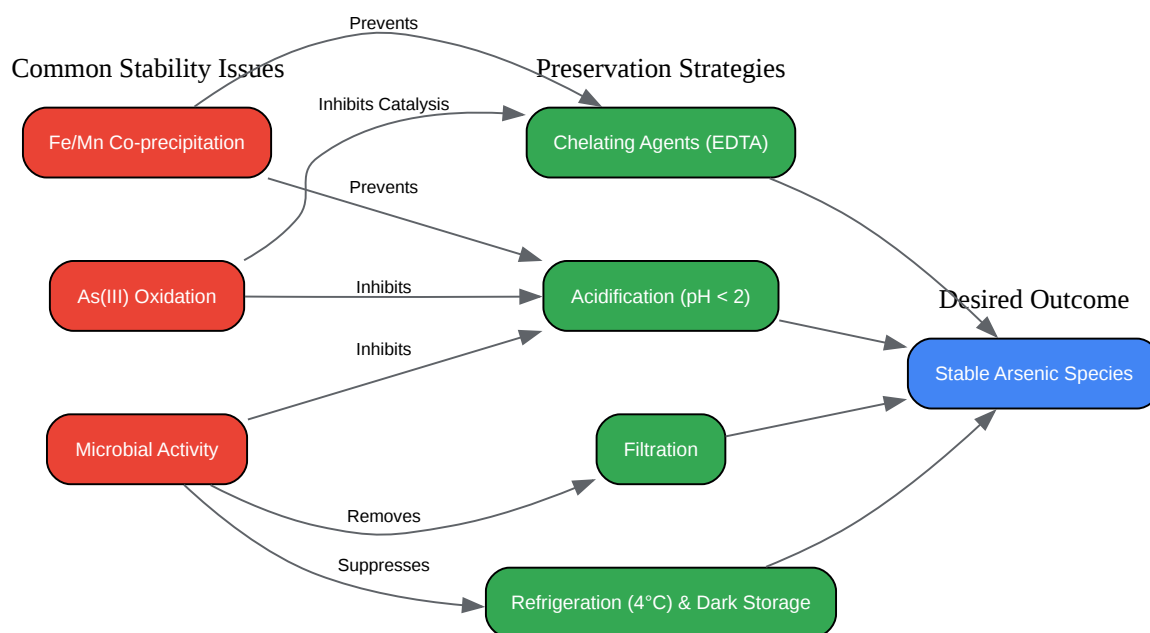 Prevents
Common Stability Issues
Preservation Strategies
Inhibits Catalysis
Fe/Mn Co-precipitation
Chelating Agents (EDTA)
Prevents
As(III) Oxidation
Inhibits
Acidification (pH < 2)
Desired Outcome
Inhibits
Stable Arsenic Species
Microbial Activity
Filtration
Removes
Suppresses
Refrigeration (4°C) & Dark Storage